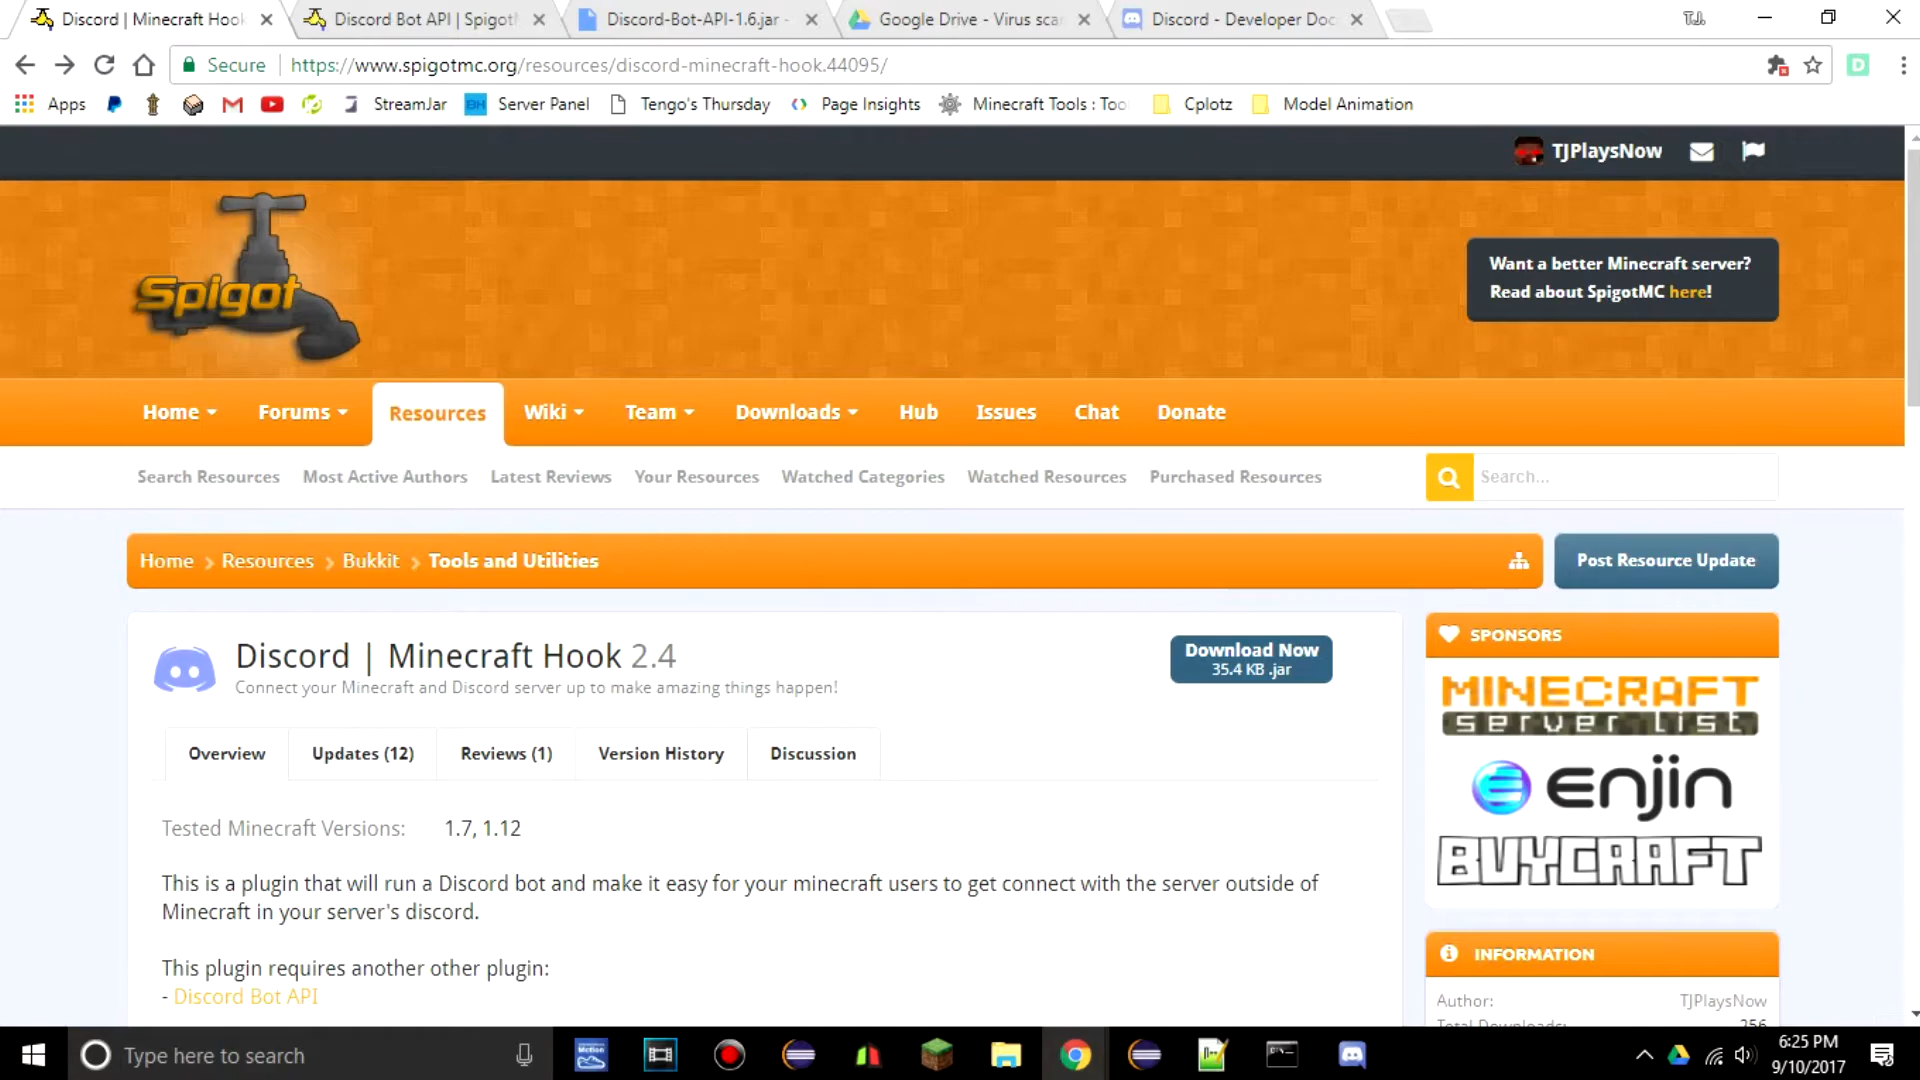 Discord | Minecraft Hook
Discord Bot API | Spigot
Discord-Bot-API-1.6.jar -
Google Drive - Virus sca
Discord - Developer Doc
TJ.
Secure
https://www.spigotmc.org/resources/discord-minecraft-hook.44095/
Apps
StreamJar
BH
Server Panel
Tengo's Thursday
Page Insights
Minecraft Tools : Too
Cplotz
Model Animation
TJPlaysNow
Spigot
Want a better Minecraft server?
Read about SpigotMC here!
Home
Forums
Resources
Wiki
Team
Downloads
Hub
Issues
Chat
Donate
Search Resources
Most Active Authors
Latest Reviews
Your Resources
Watched Categories
Watched Resources
Purchased Resources
Search...
Home
Resources
Bukkit
Tools and Utilities
Post Resource Update
Discord | Minecraft Hook 2.4
Connect your Minecraft and Discord server up to make amazing things happen!
Download Now
35.4 KB .jar
SPONSORS
MINECRAFT
server list
enjin
BUYCRAFT
Overview
Updates (12)
Reviews (1)
Version History
Discussion
Tested Minecraft Versions: 1.7, 1.12
This is a plugin that will run a Discord bot and make it easy for your minecraft users to get connect with the server outside of
Minecraft in your server's discord.
This plugin requires another other plugin:
- Discord Bot API
INFORMATION
Author: TJPlaysNow
Total Downloads: 256
Type here to search
6:25 PM
9/10/2017